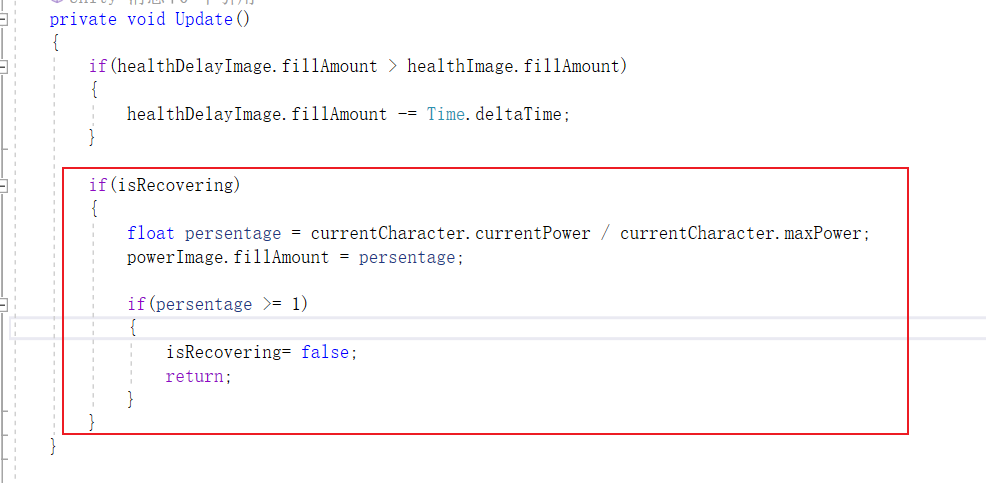 private void Update()
{
if(healthDelayImage.fillAmount > healthImage.fillAmount)
{
healthDelayImage.fillAmount -= Time.deltaTime;
}
if(isRecovering)
{
float persentage = currentCharacter.currentPower / currentCharacter.maxPower;
powerImage.fillAmount = persentage;
if(persentage >= 1)
{
isRecovering= false;
return;
}
}
}